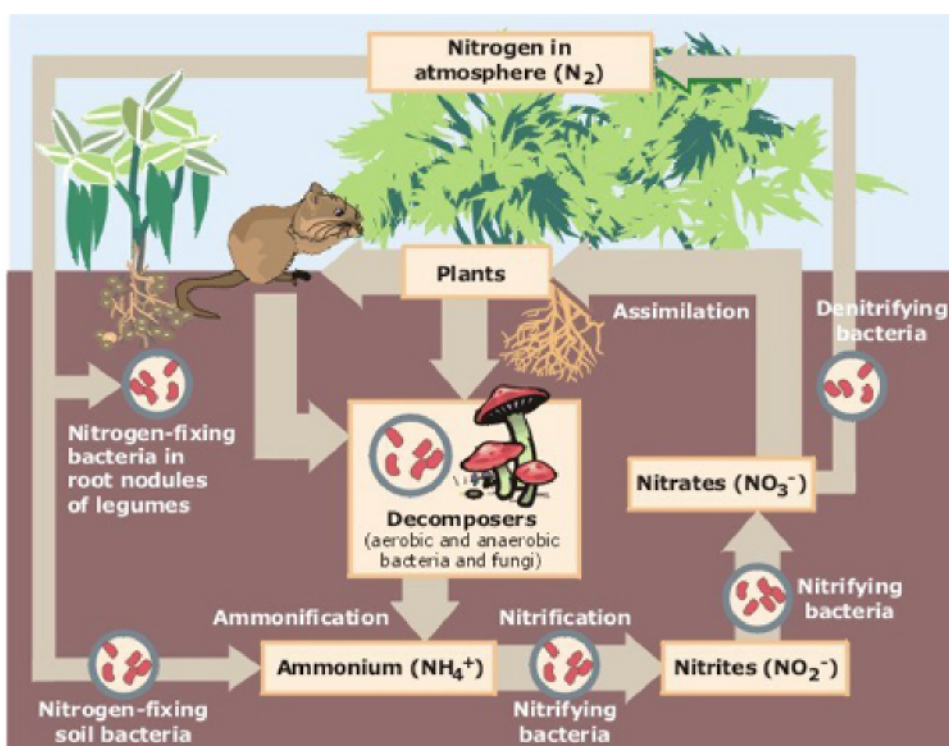 Nitrogen in
atmosphere (N₂)
Plants
Assimilation
Denitrifying
bacteria
Nitrogen-fixing
bacteria in
root nodules
of legumes
Decomposers
(aerobic and anaerobic
bacteria and fungi)
Nitrates (NO₃⁻)
Nitrifying
bacteria
Ammonification
Nitrification
Ammonium (NH₄⁺)
Nitrites (NO₂⁻)
Nitrogen-fixing
soil bacteria
Nitrifying
bacteria